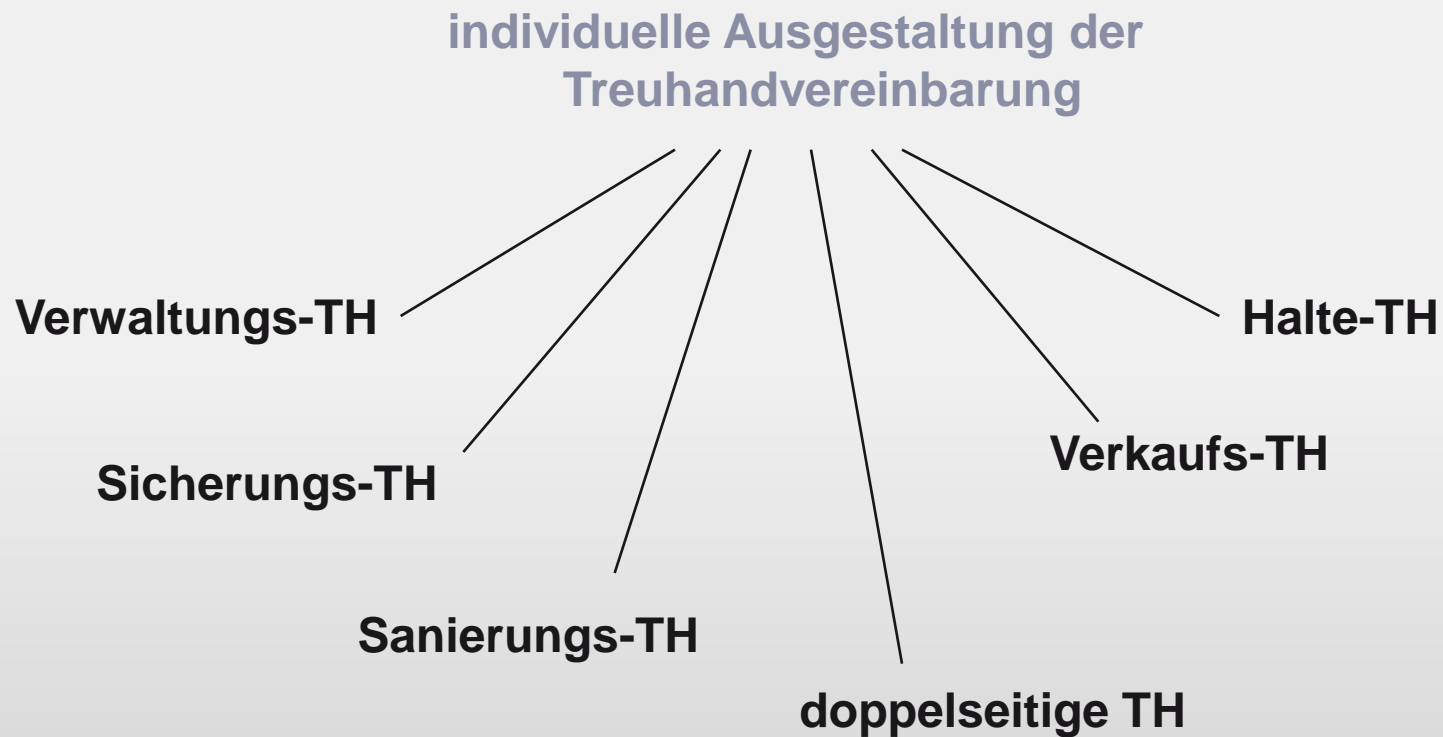 individuelle Ausgestaltung der
Treuhandvereinbarung
Verwaltungs-TH
Halte-TH
Verkaufs-TH
Sicherungs-TH
Sanierungs-TH
doppelseitige TH